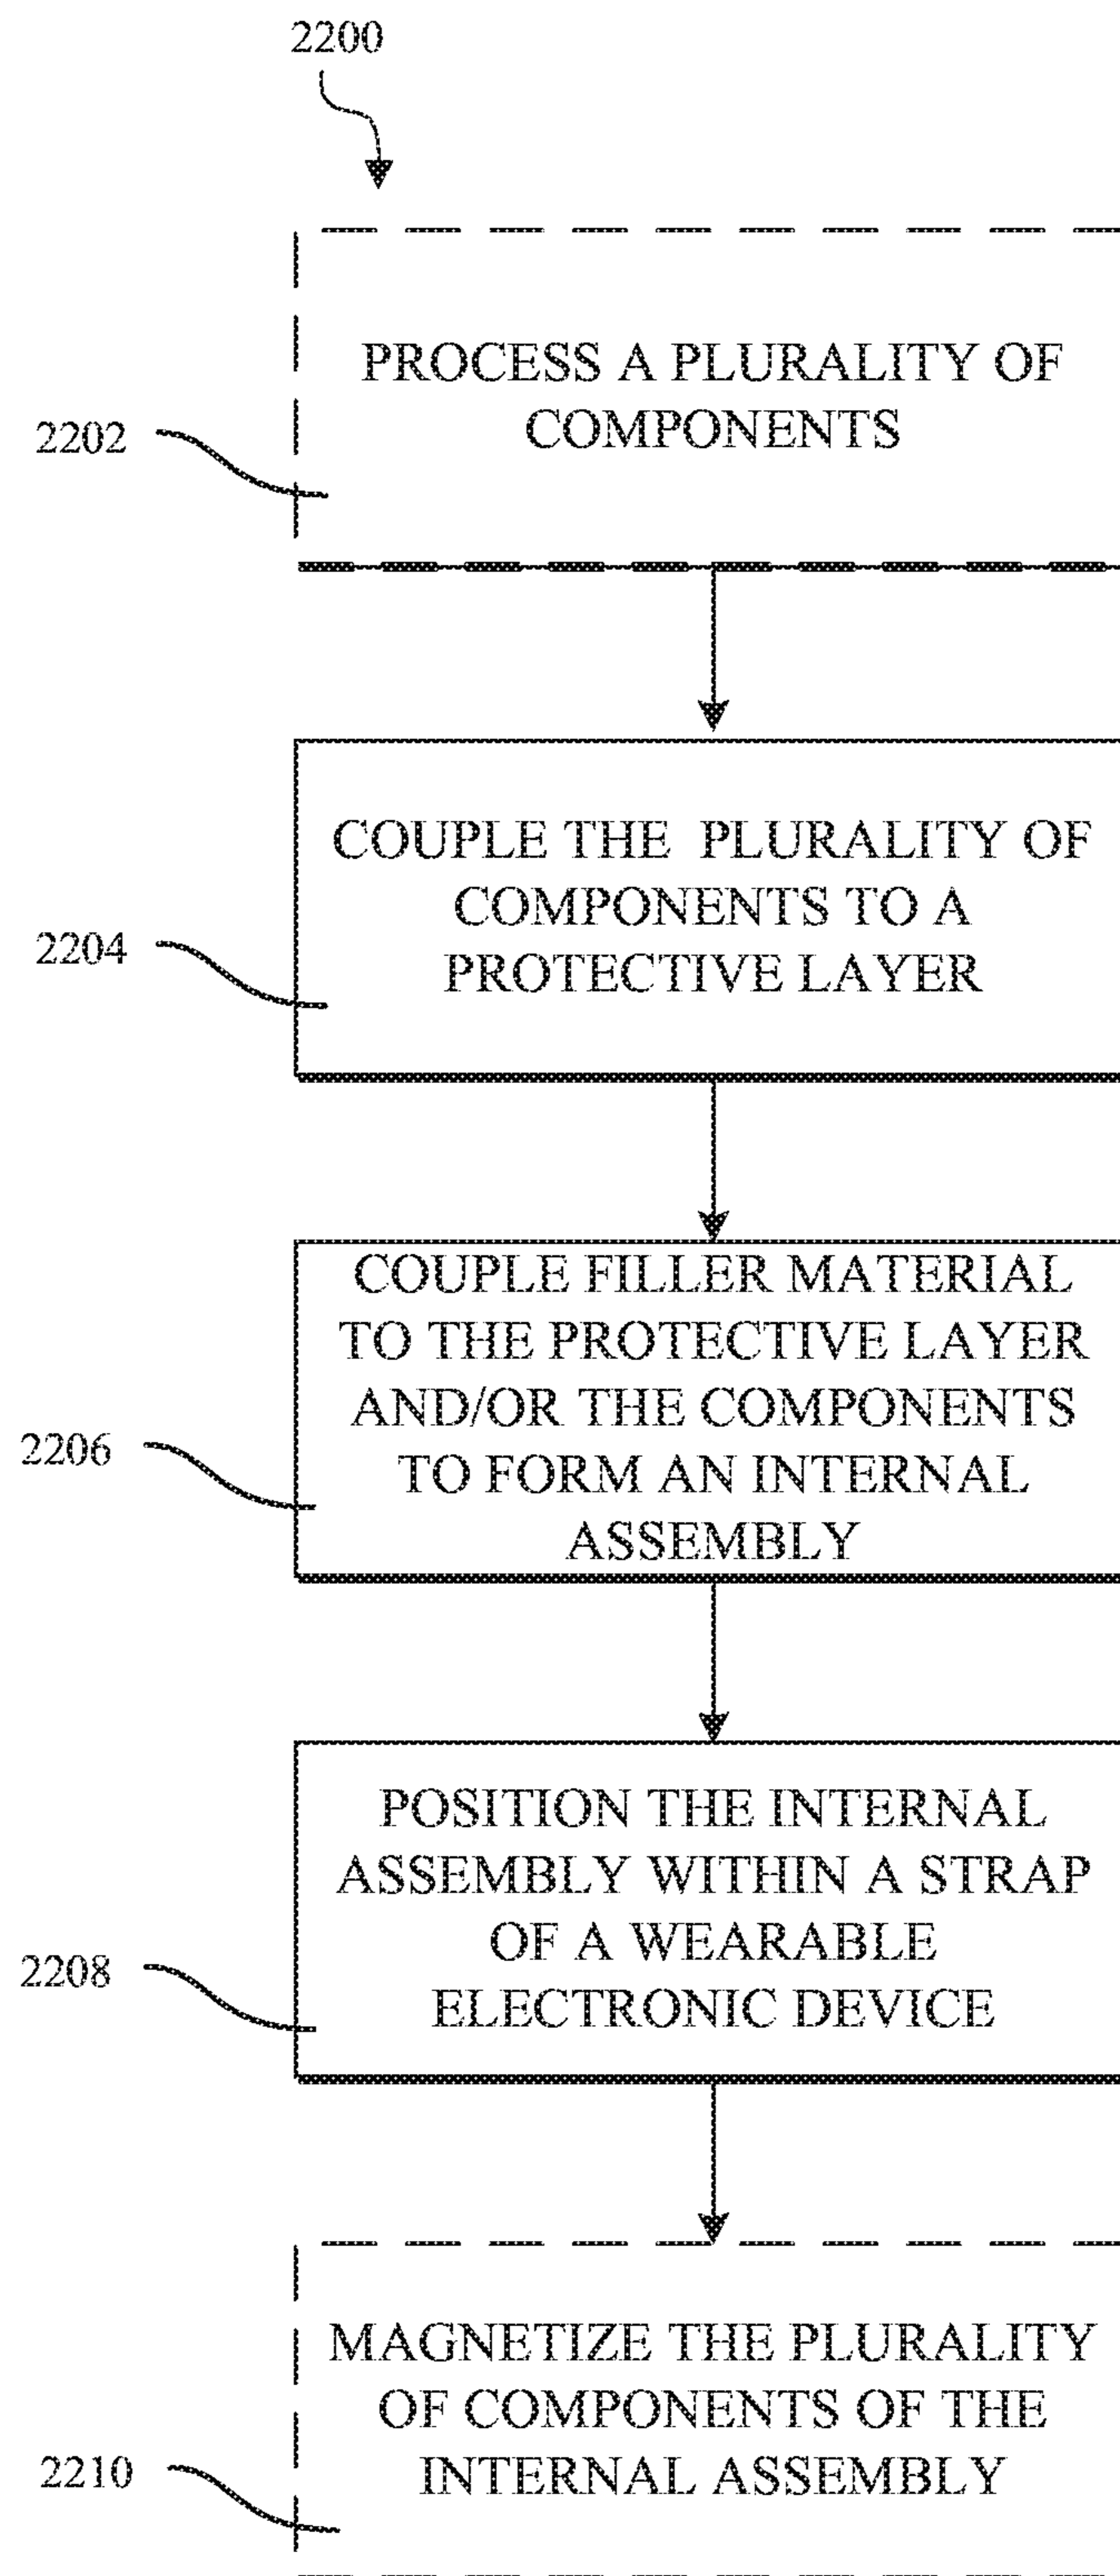 2200
PROCESS A PLURALITY OF
COMPONENTS
2202
COUPLE THE PLURALITY OF
COMPONENTS TO A
PROTECTIVE LAYER
2204
COUPLE FILLER MATERIAL
TO THE PROTECTIVE LAYER
AND/OR THE COMPONENTS
TO FORM AN INTERNAL
ASSEMBLY
2206
POSITION THE INTERNAL
ASSEMBLY WITHIN A STRAP
OF A WEARABLE
ELECTRONIC DEVICE
2208
MAGNETIZE THE PLURALITY
OF COMPONENTS OF THE
INTERNAL ASSEMBLY
2210